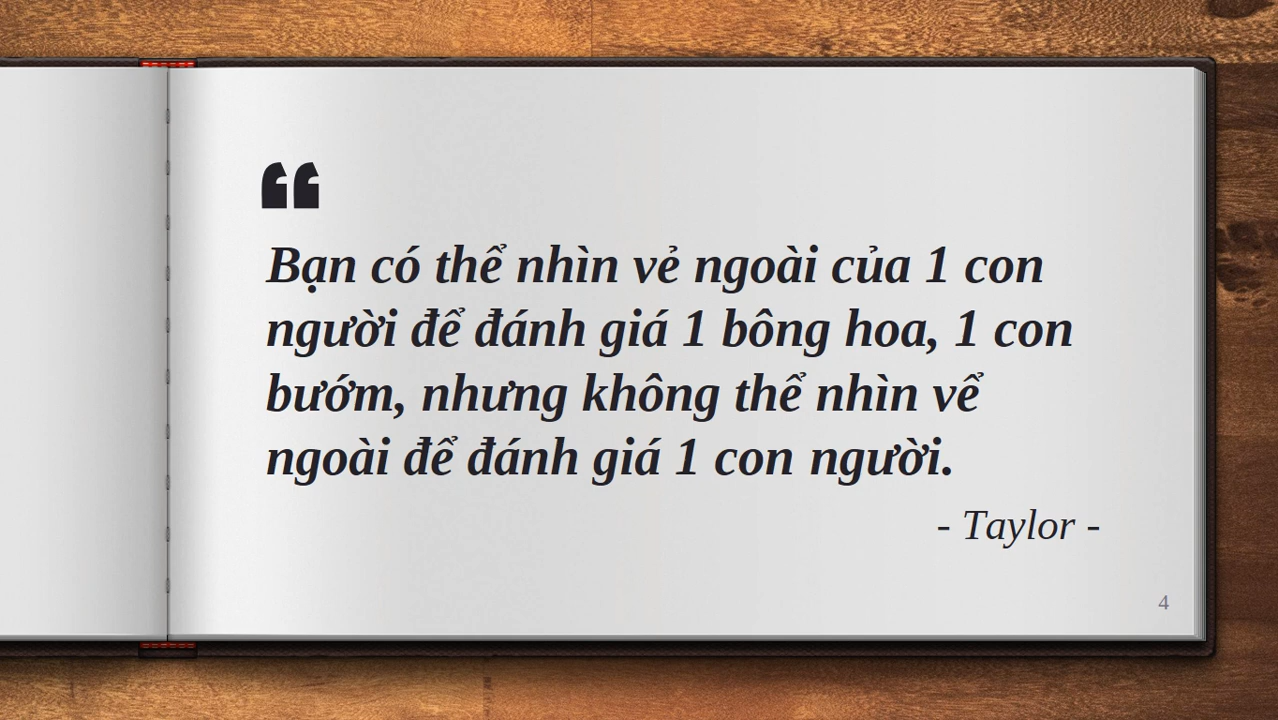 ❝
Bạn có thể nhìn vẻ ngoài của 1 con
người để đánh giá 1 bông hoa, 1 con
bướm, nhưng không thể nhìn vể
ngoài để đánh giá 1 con người.
- Taylor -
4